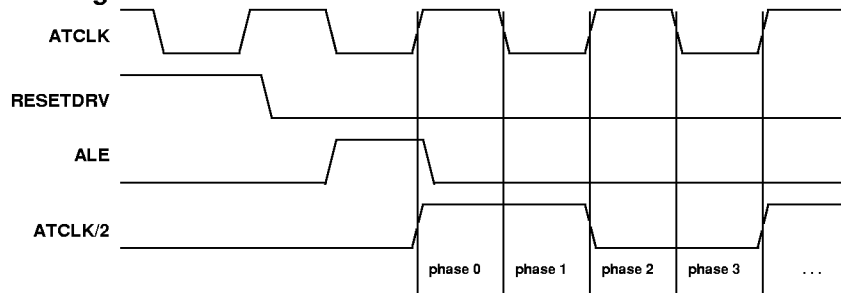 ATCLK
RESETDRV
ALE
ATCLK/2
phase 0 phase 1 phase 2 phase 3 ...